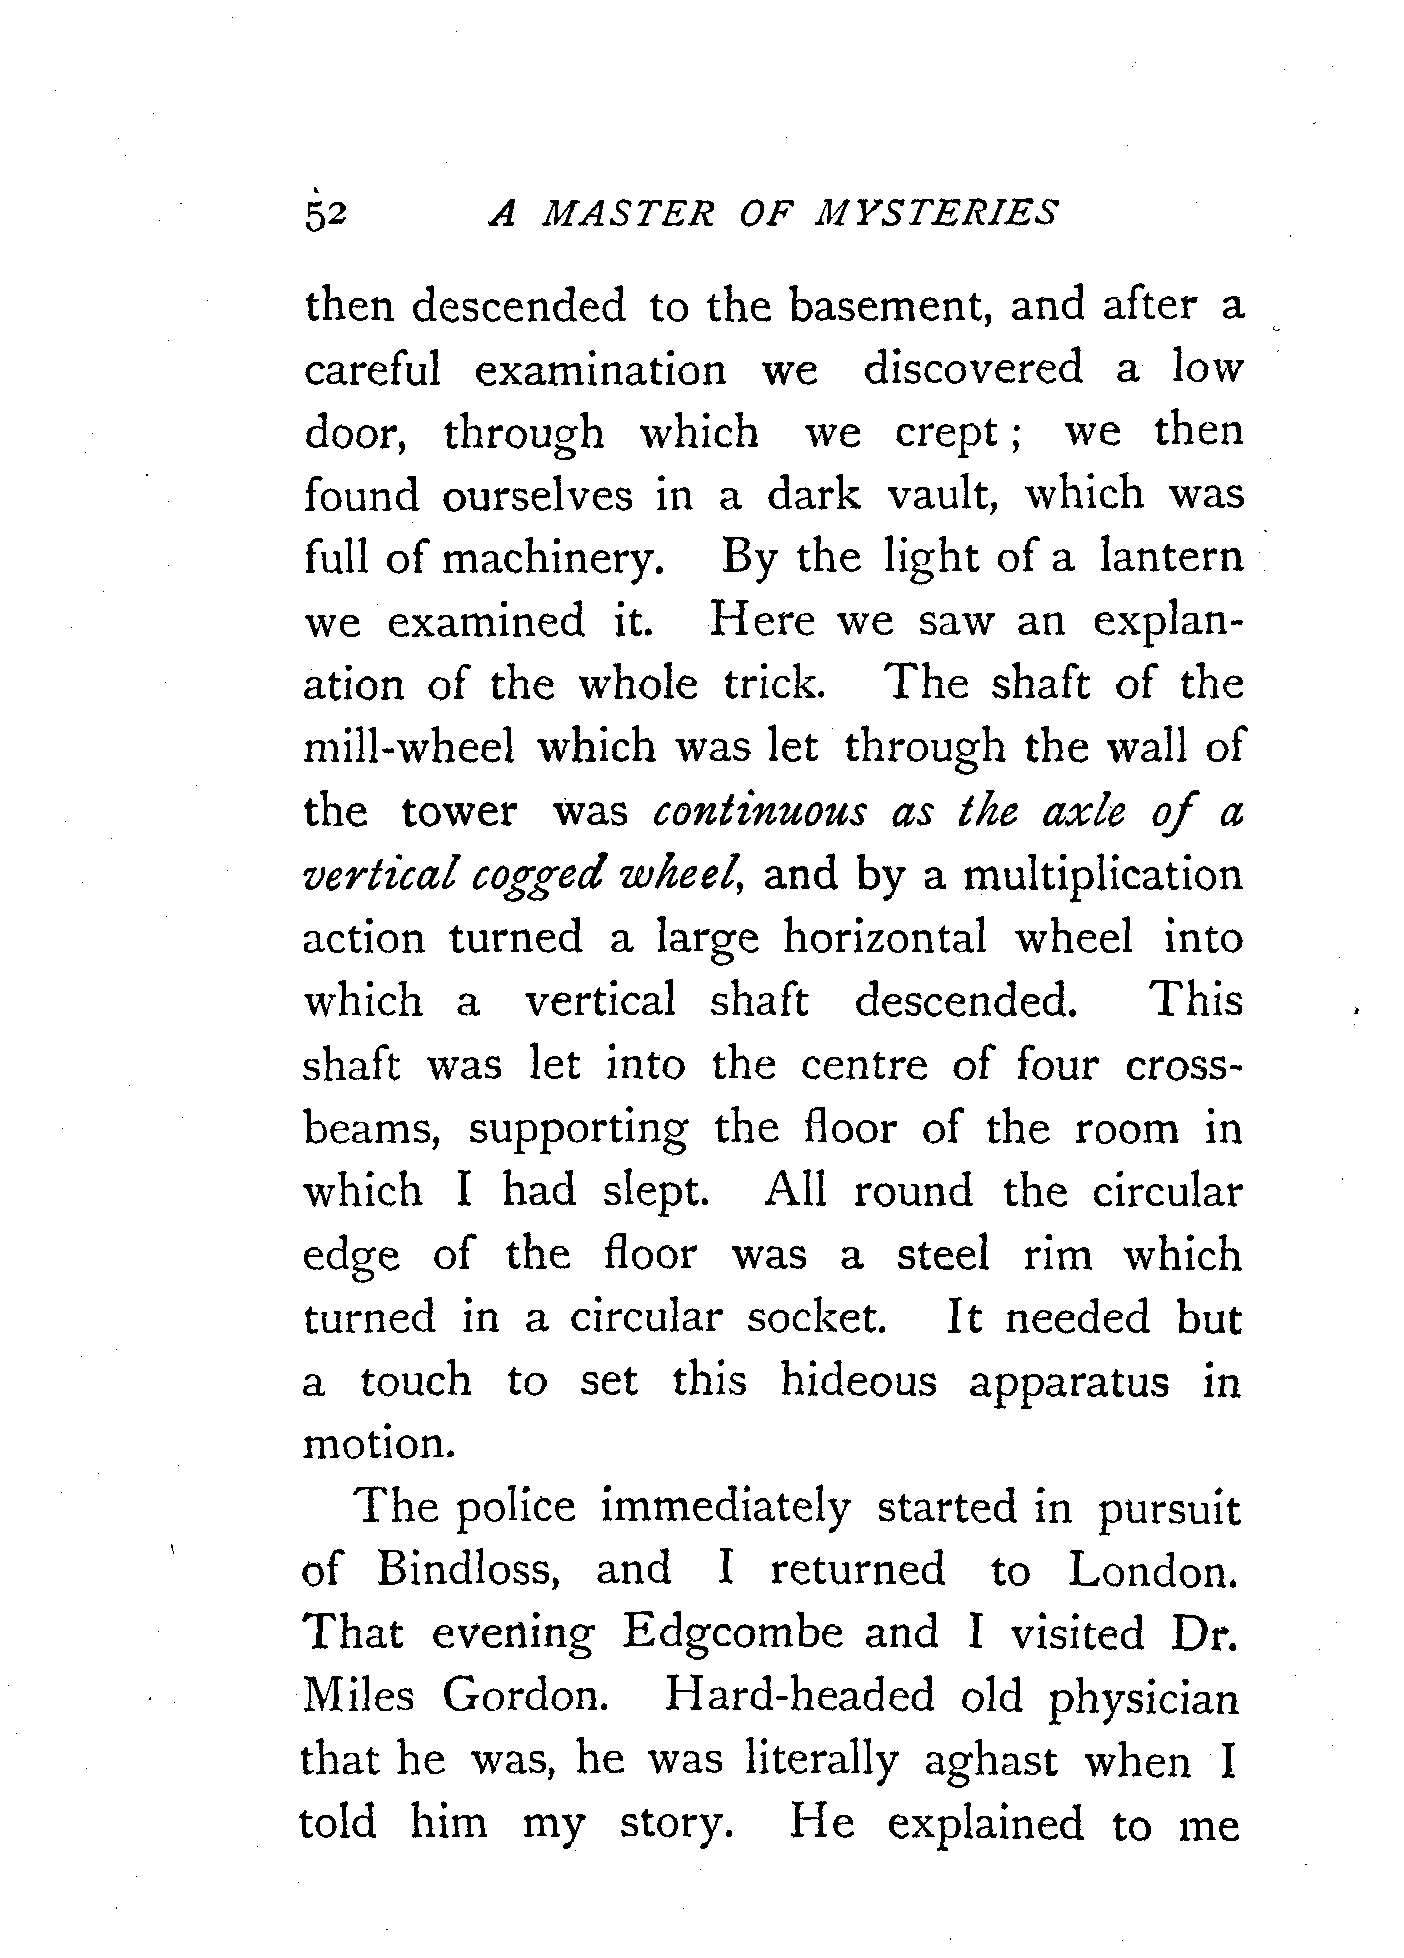 52 A MASTER OF MYSTERIES
then descended to the basement, and after a
careful examination we discovered a low
door, through which we crept ; we then
found ourselves in a dark vault, which was
full of machinery. By the light of a lantern
we examined it. Here we saw an explan-
ation of the whole trick. The shaft of the
mill-wheel which was let through the wall of
the tower was continuous as the axle of a
vertical cogged wheel, and by a multiplication
action turned a large horizontal wheel into
which a vertical shaft descended. This
shaft was let into the centre of four cross-
beams, supporting the floor of the room in
which I had slept. All round the circular
edge of the floor was a steel rim which
turned in a circular socket. It needed but
a touch to set this hideous apparatus in
motion.
The police immediately started in pursuit
of Bindloss, and I returned to London.
That evening Edgcombe and I visited Dr.
Miles Gordon. Hard-headed old physician
that he was, he was literally aghast when I
told him my story. He explained to me